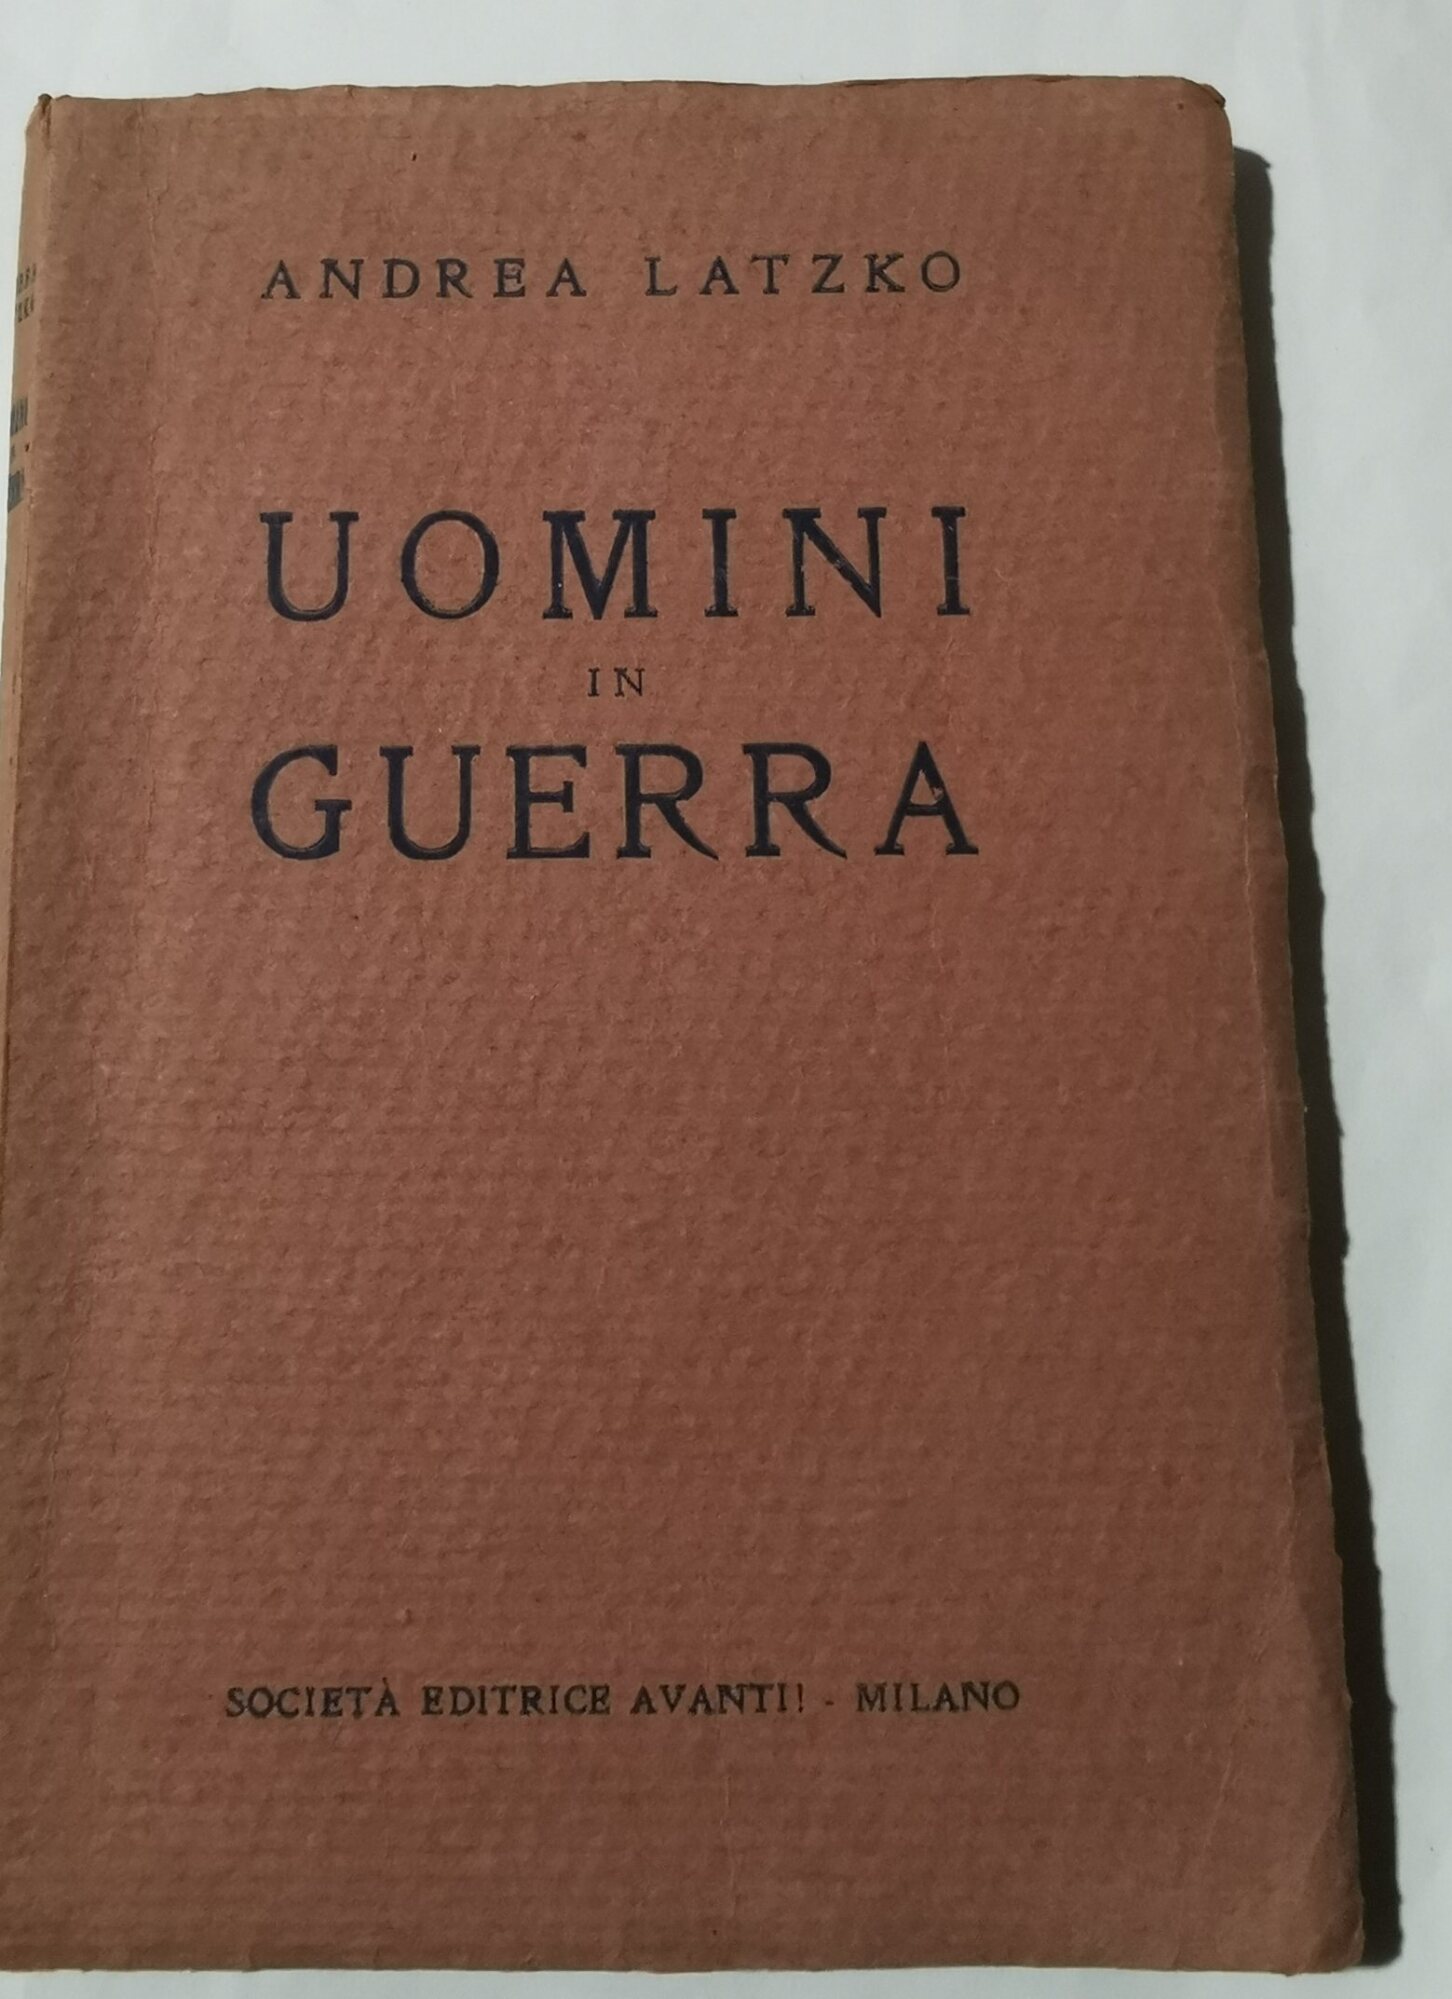 ANDREA LATZKO
UOMINI
IN
GUERRA
SOCIETÀ EDITRICE AVANTI! - MILANO